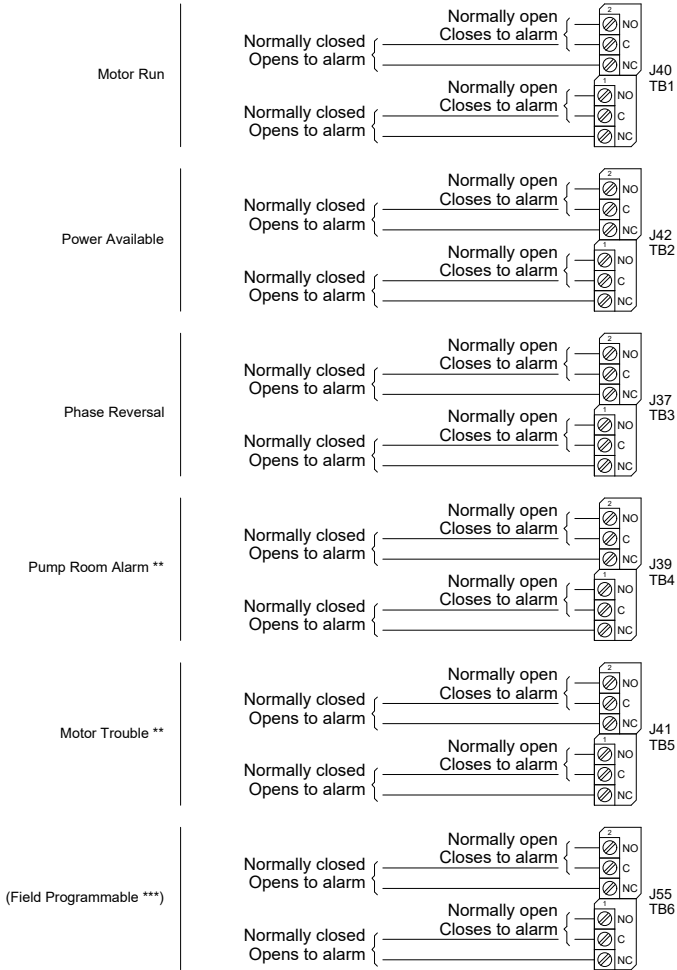 Motor Run
2
Normally open
Closes to alarm
NO
C
NC
Normally closed
Opens to alarm
J40
TB1
1
Normally open
Closes to alarm
NO
C
NC
Normally closed
Opens to alarm
Power Available
2
Normally open
Closes to alarm
NO
C
NC
Normally closed
Opens to alarm
J42
TB2
1
Normally open
Closes to alarm
NO
C
NC
Normally closed
Opens to alarm
Phase Reversal
2
Normally open
Closes to alarm
NO
C
NC
Normally closed
Opens to alarm
J37
TB3
1
Normally open
Closes to alarm
NO
C
NC
Normally closed
Opens to alarm
Pump Room Alarm **
2
Normally open
Closes to alarm
NO
C
NC
Normally closed
Opens to alarm
J39
TB4
1
Normally open
Closes to alarm
NO
C
NC
Normally closed
Opens to alarm
Motor Trouble **
2
Normally open
Closes to alarm
NO
C
NC
Normally closed
Opens to alarm
J41
TB5
1
Normally open
Closes to alarm
NO
C
NC
Normally closed
Opens to alarm
(Field Programmable ***)
2
Normally open
Closes to alarm
NO
C
NC
Normally closed
Opens to alarm
J55
TB6
1
Normally open
Closes to alarm
NO
C
NC
Normally closed
Opens to alarm